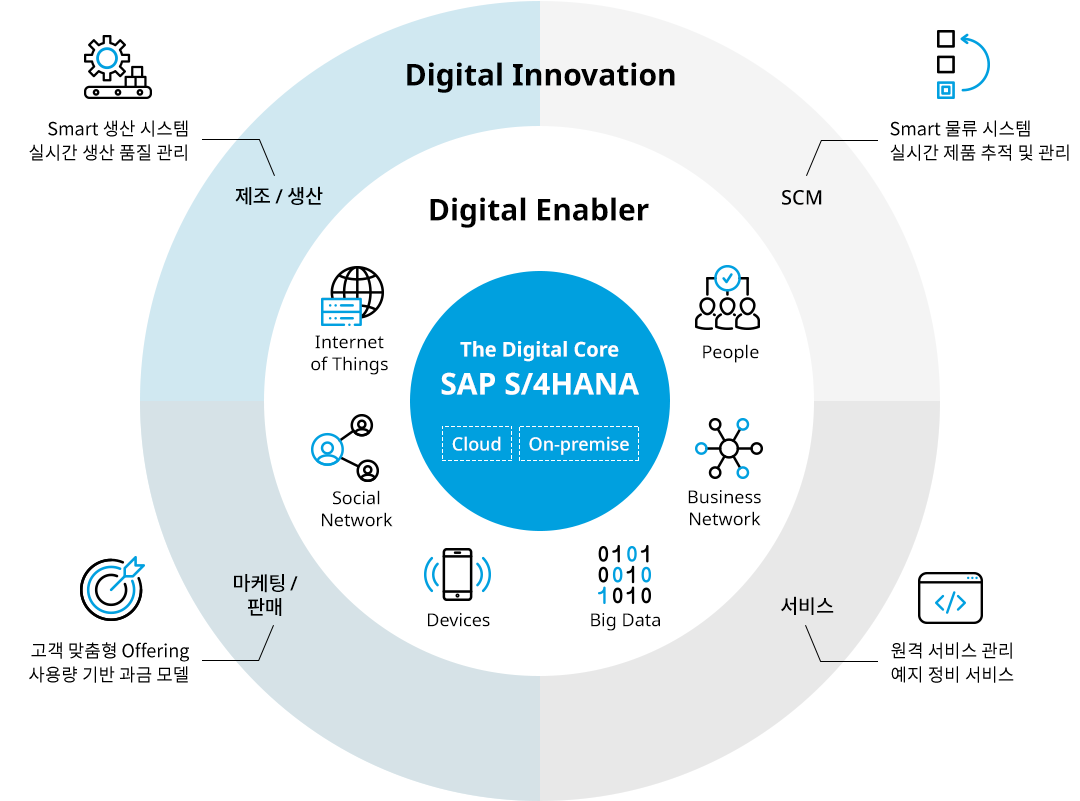 Digital Innovation
Smart 생산 시스템
실시간 생산 품질 관리
제조 / 생산
Smart 물류 시스템
실시간 제품 추적 및 관리
SCM
Digital Enabler
Internet
of Things
People
The Digital Core
SAP S/4HANA
Cloud
On-premise
Social
Network
Business
Network
Devices
0101
0010
1010
Big Data
마케팅 /
판매
고객 맞춤형 Offering
사용량 기반 과금 모델
서비스
원격 서비스 관리
예지 정비 서비스